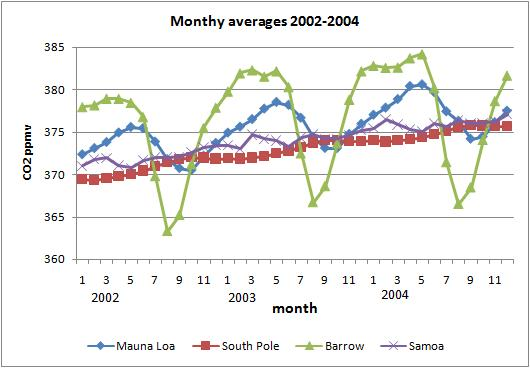 Monthy averages 2002-2004
385
380
375
370
365
360
CO2 ppmv
1 3 5 7 9 11 1 3 5 7 9 11 1 3 5 7 9 11
2002 2003 2004
month
Mauna Loa South Pole Barrow Samoa